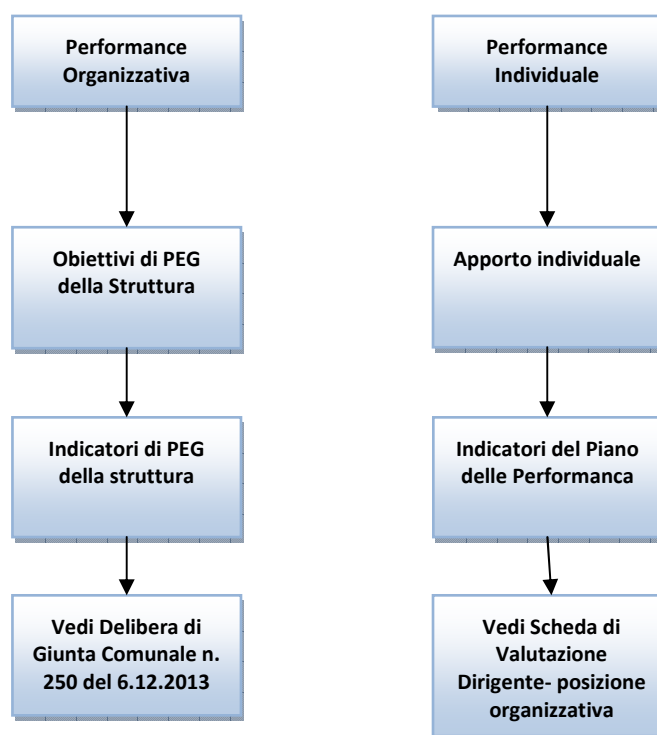 Performance
Organizzativa
Obiettivi di PEG
della Struttura
Indicatori di PEG
della struttura
Vedi Delibera di
Giunta Comunale n.
250 del 6.12.2013
Performance
Individuale
Apporto individuale
Indicatori del Piano
delle Performanca
Vedi Scheda di
Valutazione
Dirigente- posizione
organizzativa